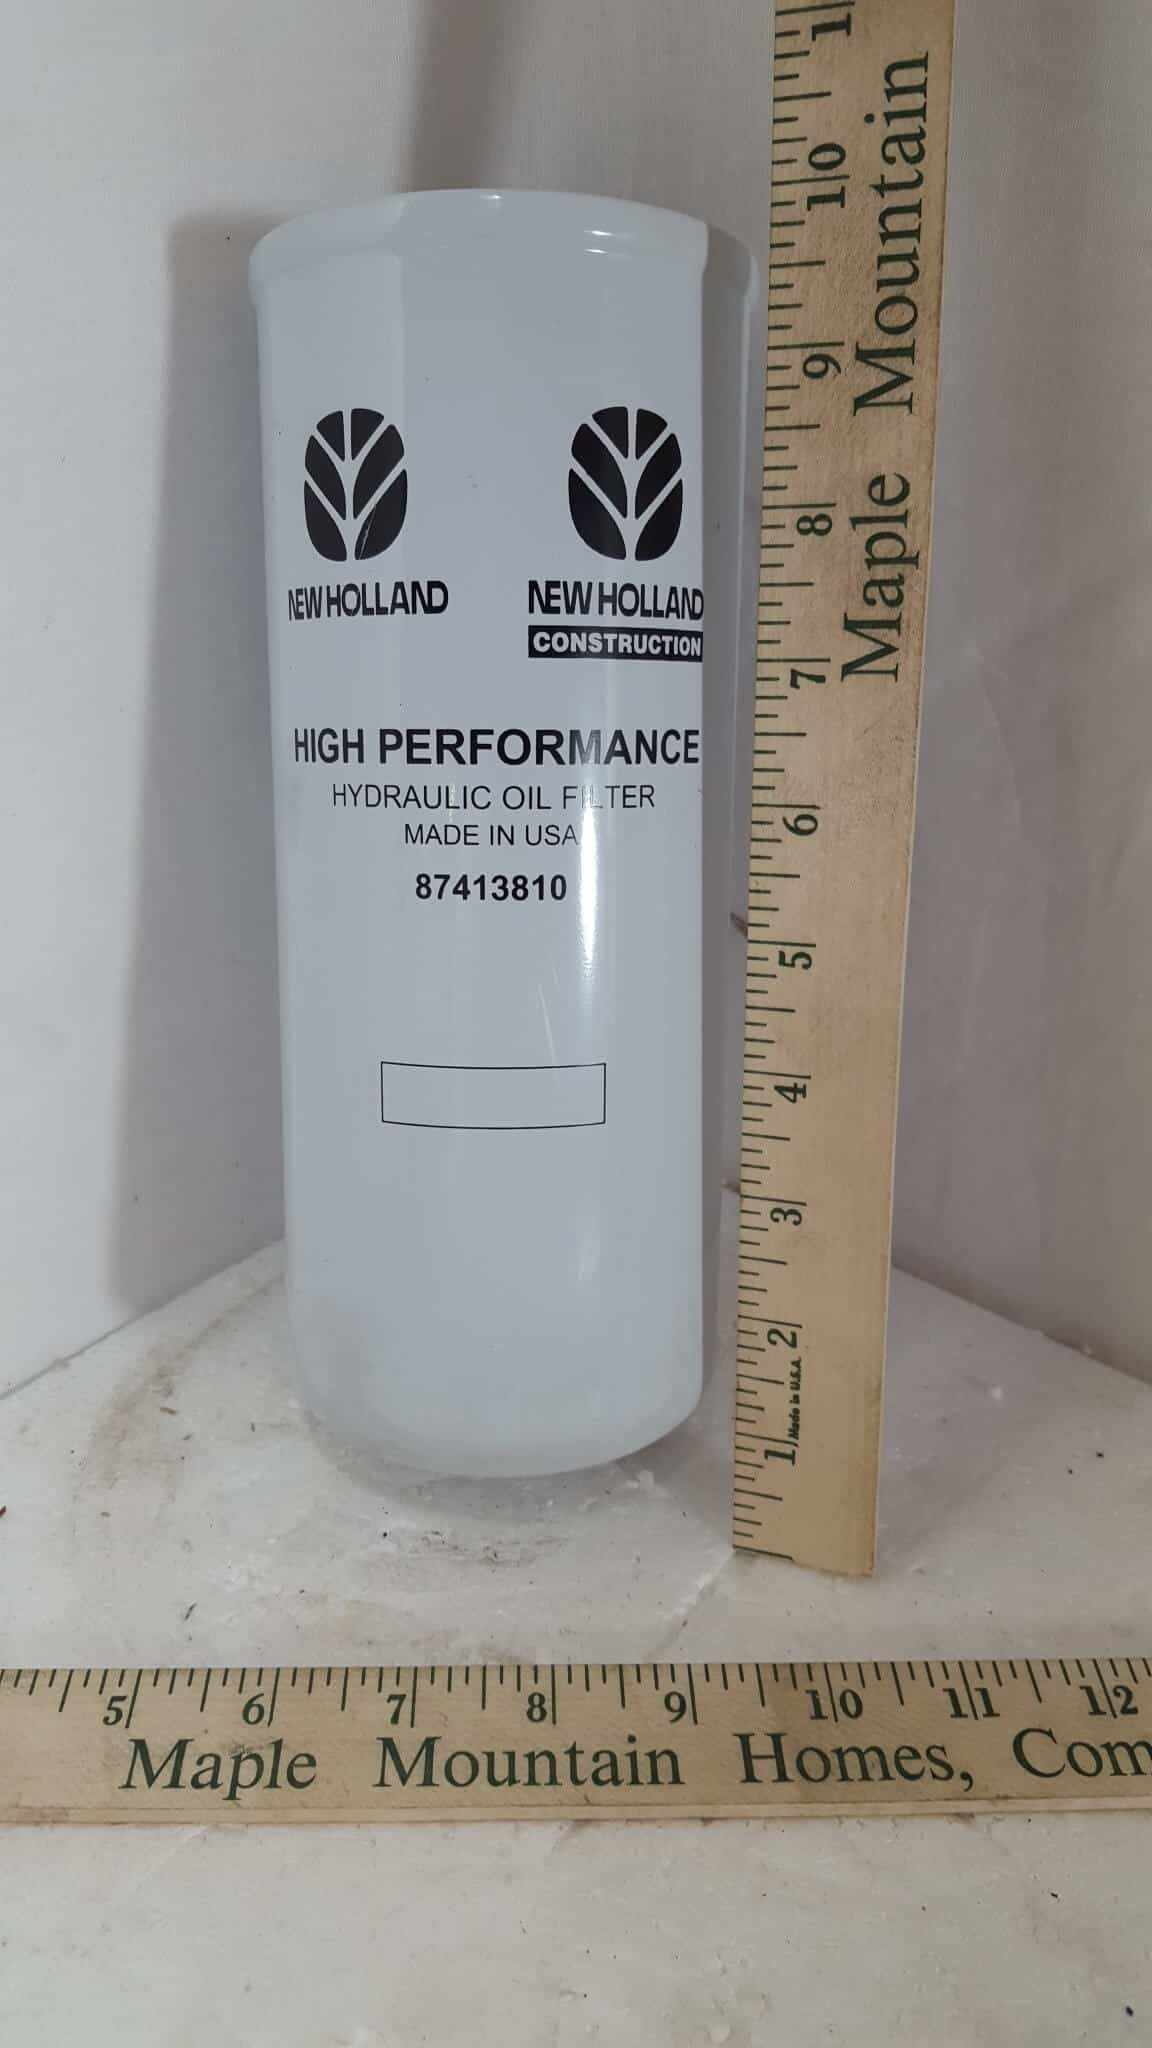 NEW HOLLAND
NEW HOLLAND
CONSTRUCTION
HIGH PERFORMANCE
HYDRAULIC OIL FILTER
MADE IN USA
87413810
Maple Mountain
10
9
8
7
6
5
4
3
2
1
Made in U.S.A.
5 6 7 8 9 10 11 12
Maple Mountain Homes, Com